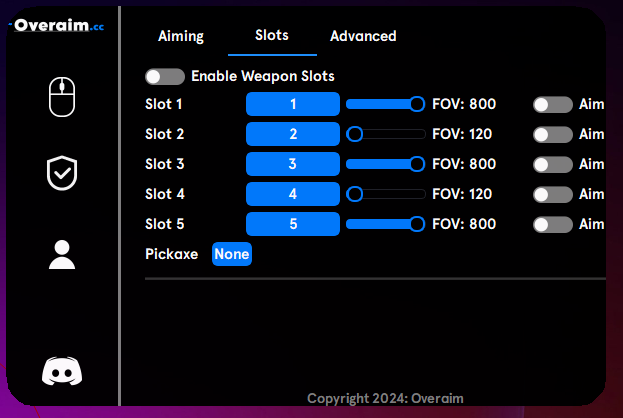 Overaim.cc
Aiming Slots Advanced
Enable Weapon Slots
Slot 1 1 FOV: 800 Aim
Slot 2 2 FOV: 120 Aim
Slot 3 3 FOV: 800 Aim
Slot 4 4 FOV: 120 Aim
Slot 5 5 FOV: 800 Aim
Pickaxe None
Copyright 2024: Overaim